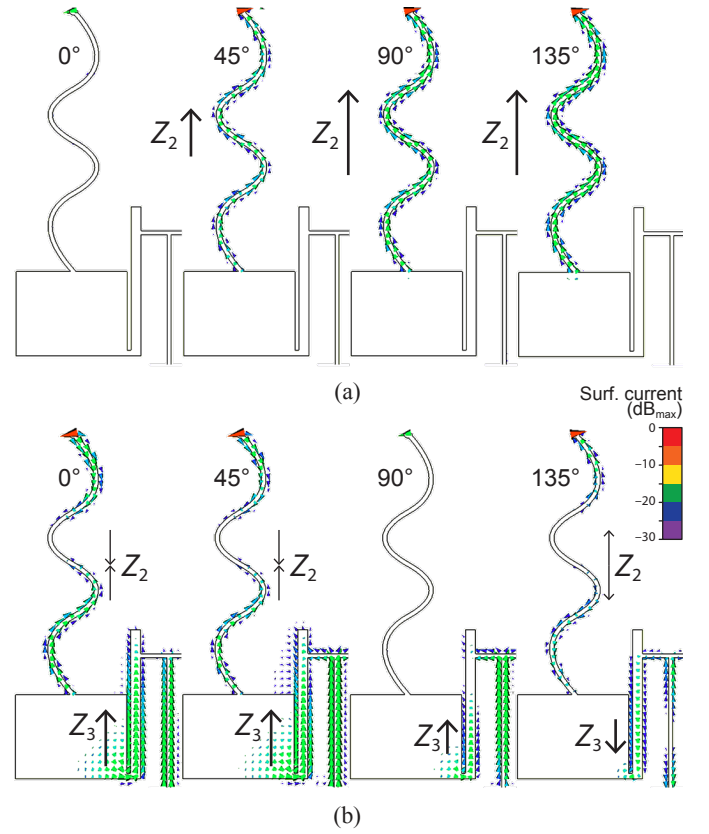 0° 45° 90° 135°
Z2 Z2 Z2
(a)
Surf. current
(dBmax)
0
−10
−20
−30
0° 45° 90° 135°
Z2 Z2 Z2
Z3 Z3 Z3 Z3
(b)